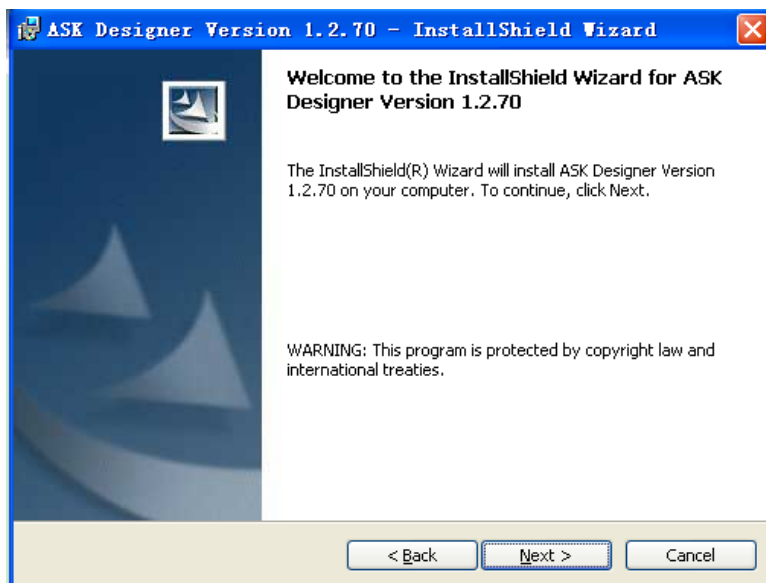 ASK Designer Version 1.2.70 - InstallShield Wizard
Welcome to the InstallShield Wizard for ASK
Designer Version 1.2.70
The InstallShield(R) Wizard will install ASK Designer Version
1.2.70 on your computer. To continue, click Next.
WARNING: This program is protected by copyright law and
international treaties.
< Back
Next >
Cancel